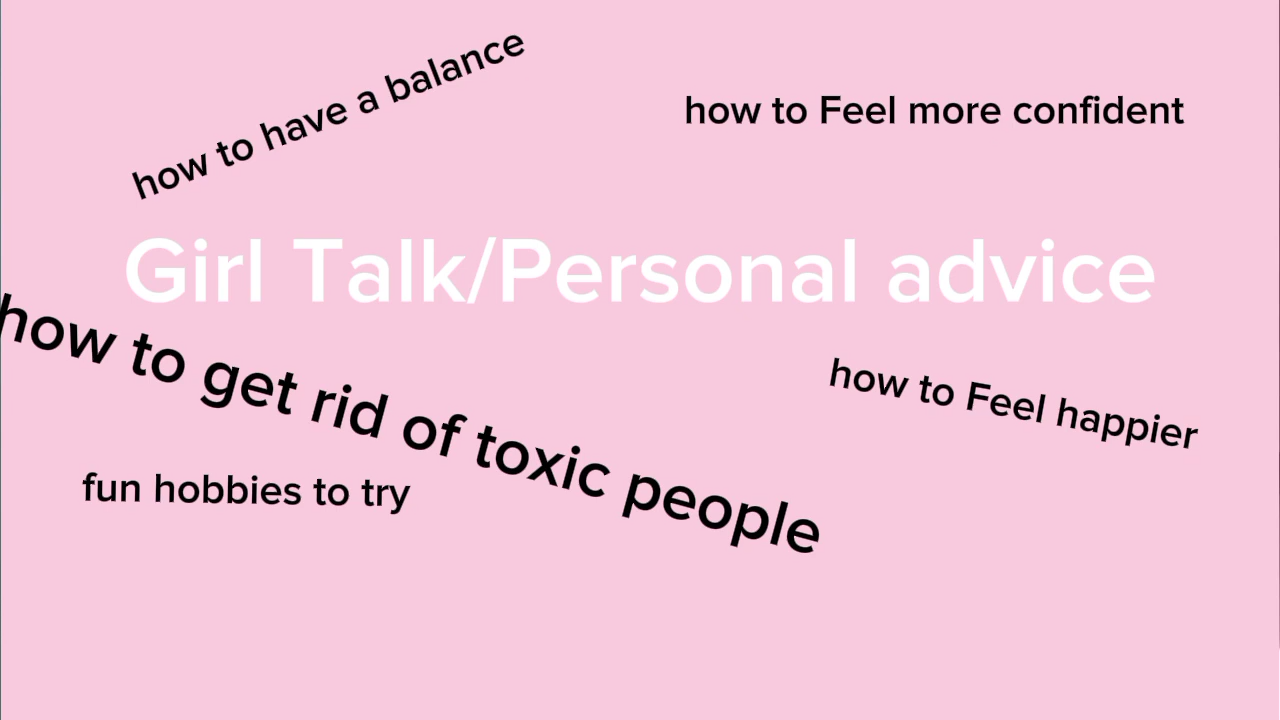 how to have a balance
how to Feel more confident
Girl Talk/Personal advice
how to get rid of toxic people
how to Feel happier
fun hobbies to try